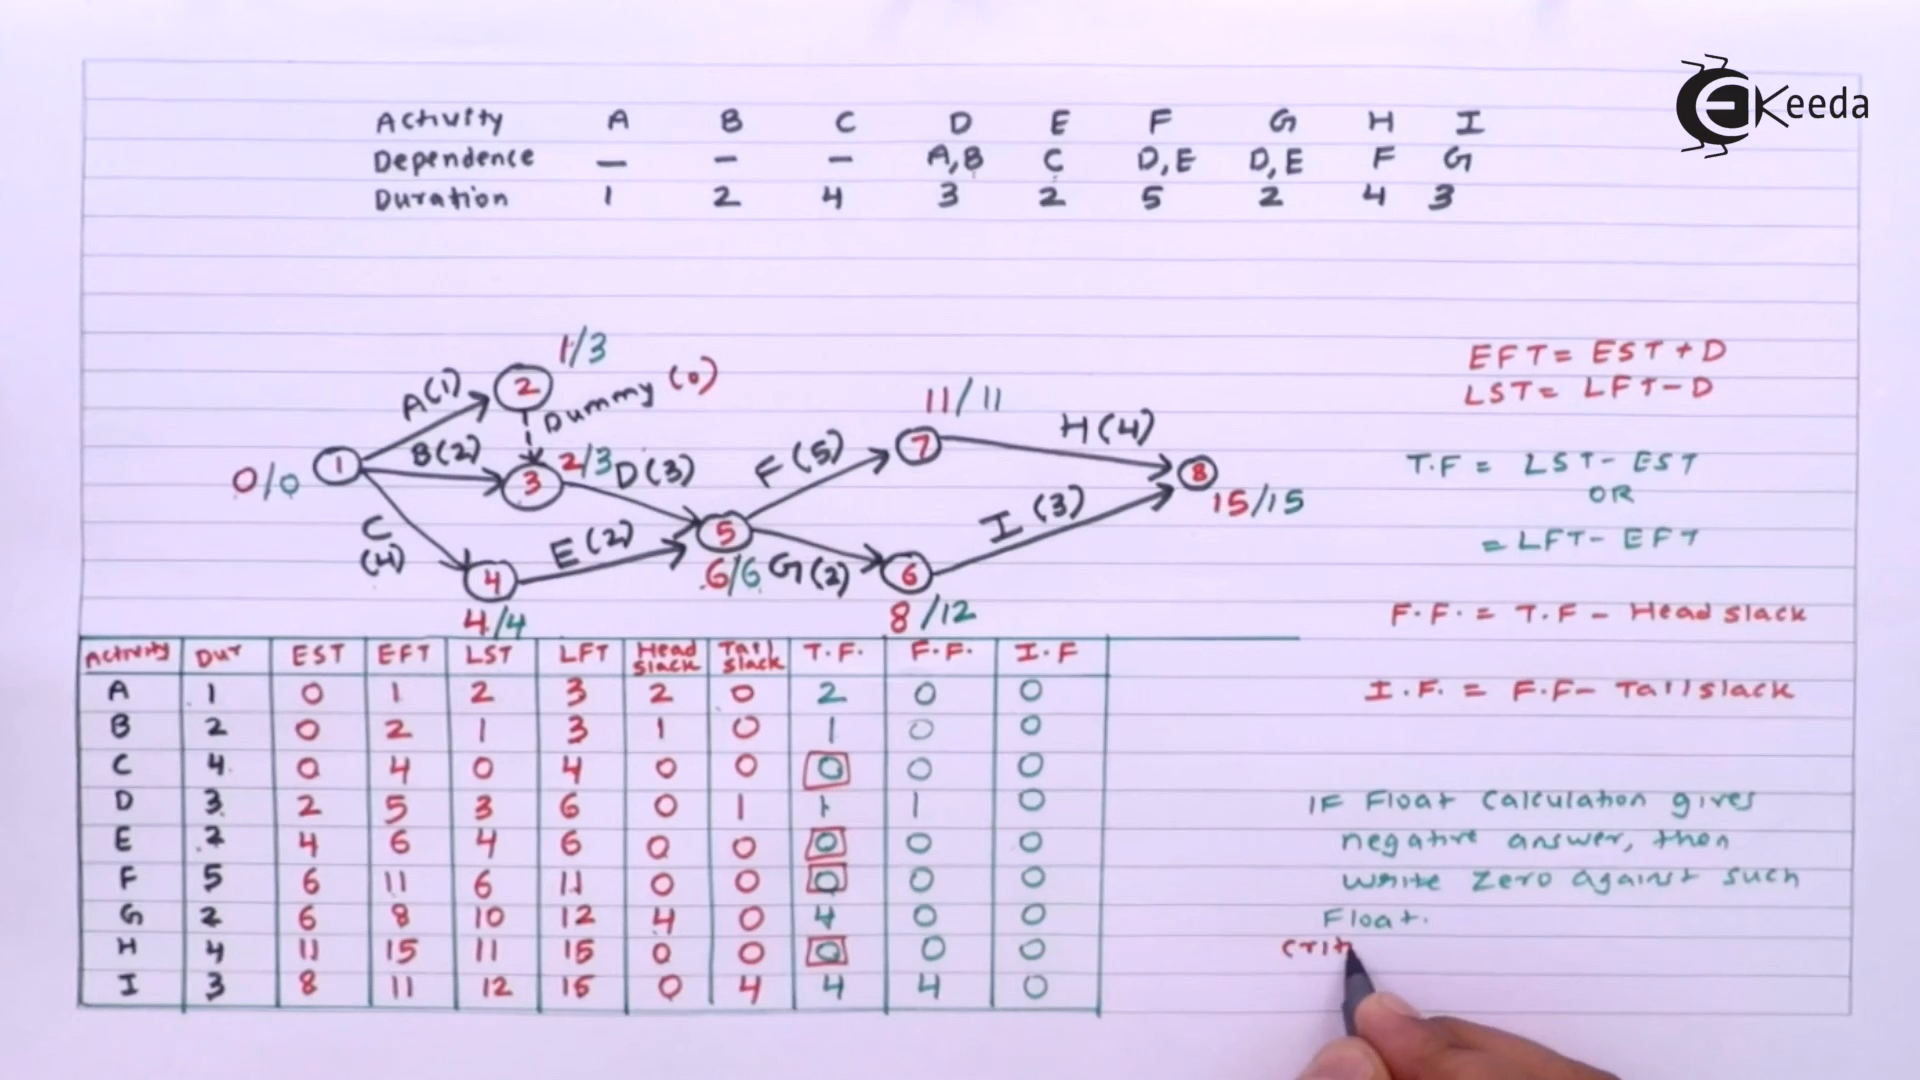 Keeda
Activity A B C D E F G H I
Dependence — — — A,B C D,E D,E F G
Duration 1 2 4 3 2 5 2 4 3
1/3
EFT = EST + D
A(1) 2 Dummy (0)
LST = LFT - D
11/11
H(4)
0/0 1 B(2) 3 2/3 D(3) F(5) 7 8
T.F = LST - EST
OR
15/15
C (4) E(2) 5 I(3)
= LFT - EFT
4 6/6 G(2) 6
4/4 8/12
F.F. = T.F - Head slack
Activity Dur EST EFT LST LFT Head slack Tail slack T.F. F.F. I.F
A 1 0 1 2 3 2 0 2 0 0
I.F. = F.F - Tail slack
B 2 0 2 1 3 1 0 1 0 0
C 4 0 4 0 4 0 0 0 0 0
D 3 2 5 3 6 0 1 1 1 0
E 2 4 6 4 6 0 0 0 0 0
F 5 6 11 6 11 0 0 0 0 0
G 2 6 8 10 12 4 0 4 0 0
H 4 11 15 11 15 0 0 0 0 0
I 3 8 11 12 15 0 4 4 4 0
IF Float Calculation gives
negative answer, then
write Zero against such
Float.
Crit